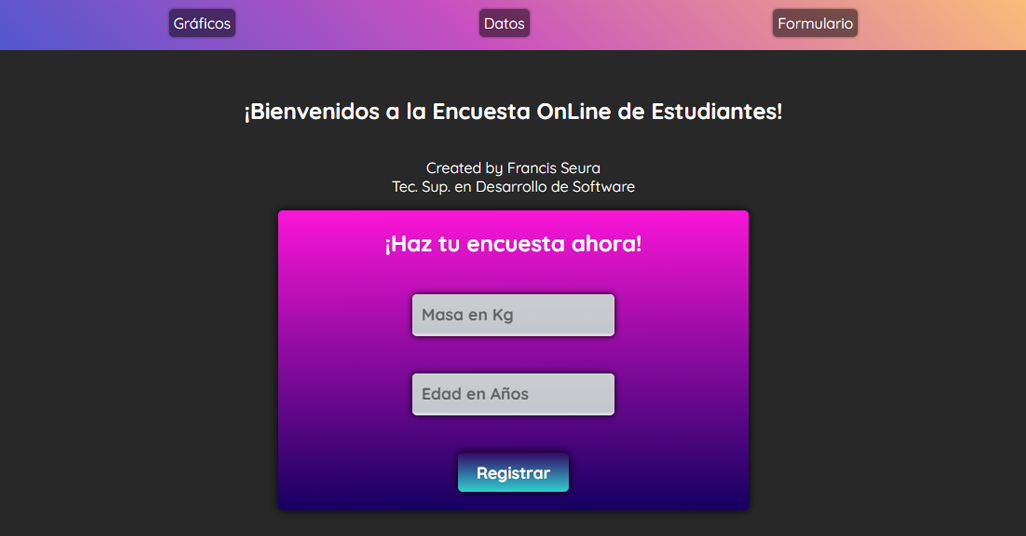 Gráficos Datos Formulario
¡Bienvenidos a la Encuesta OnLine de Estudiantes!
Created by Francis Seura
Tec. Sup. en Desarrollo de Software
¡Haz tu encuesta ahora!
Masa en Kg
Edad en Años
Registrar